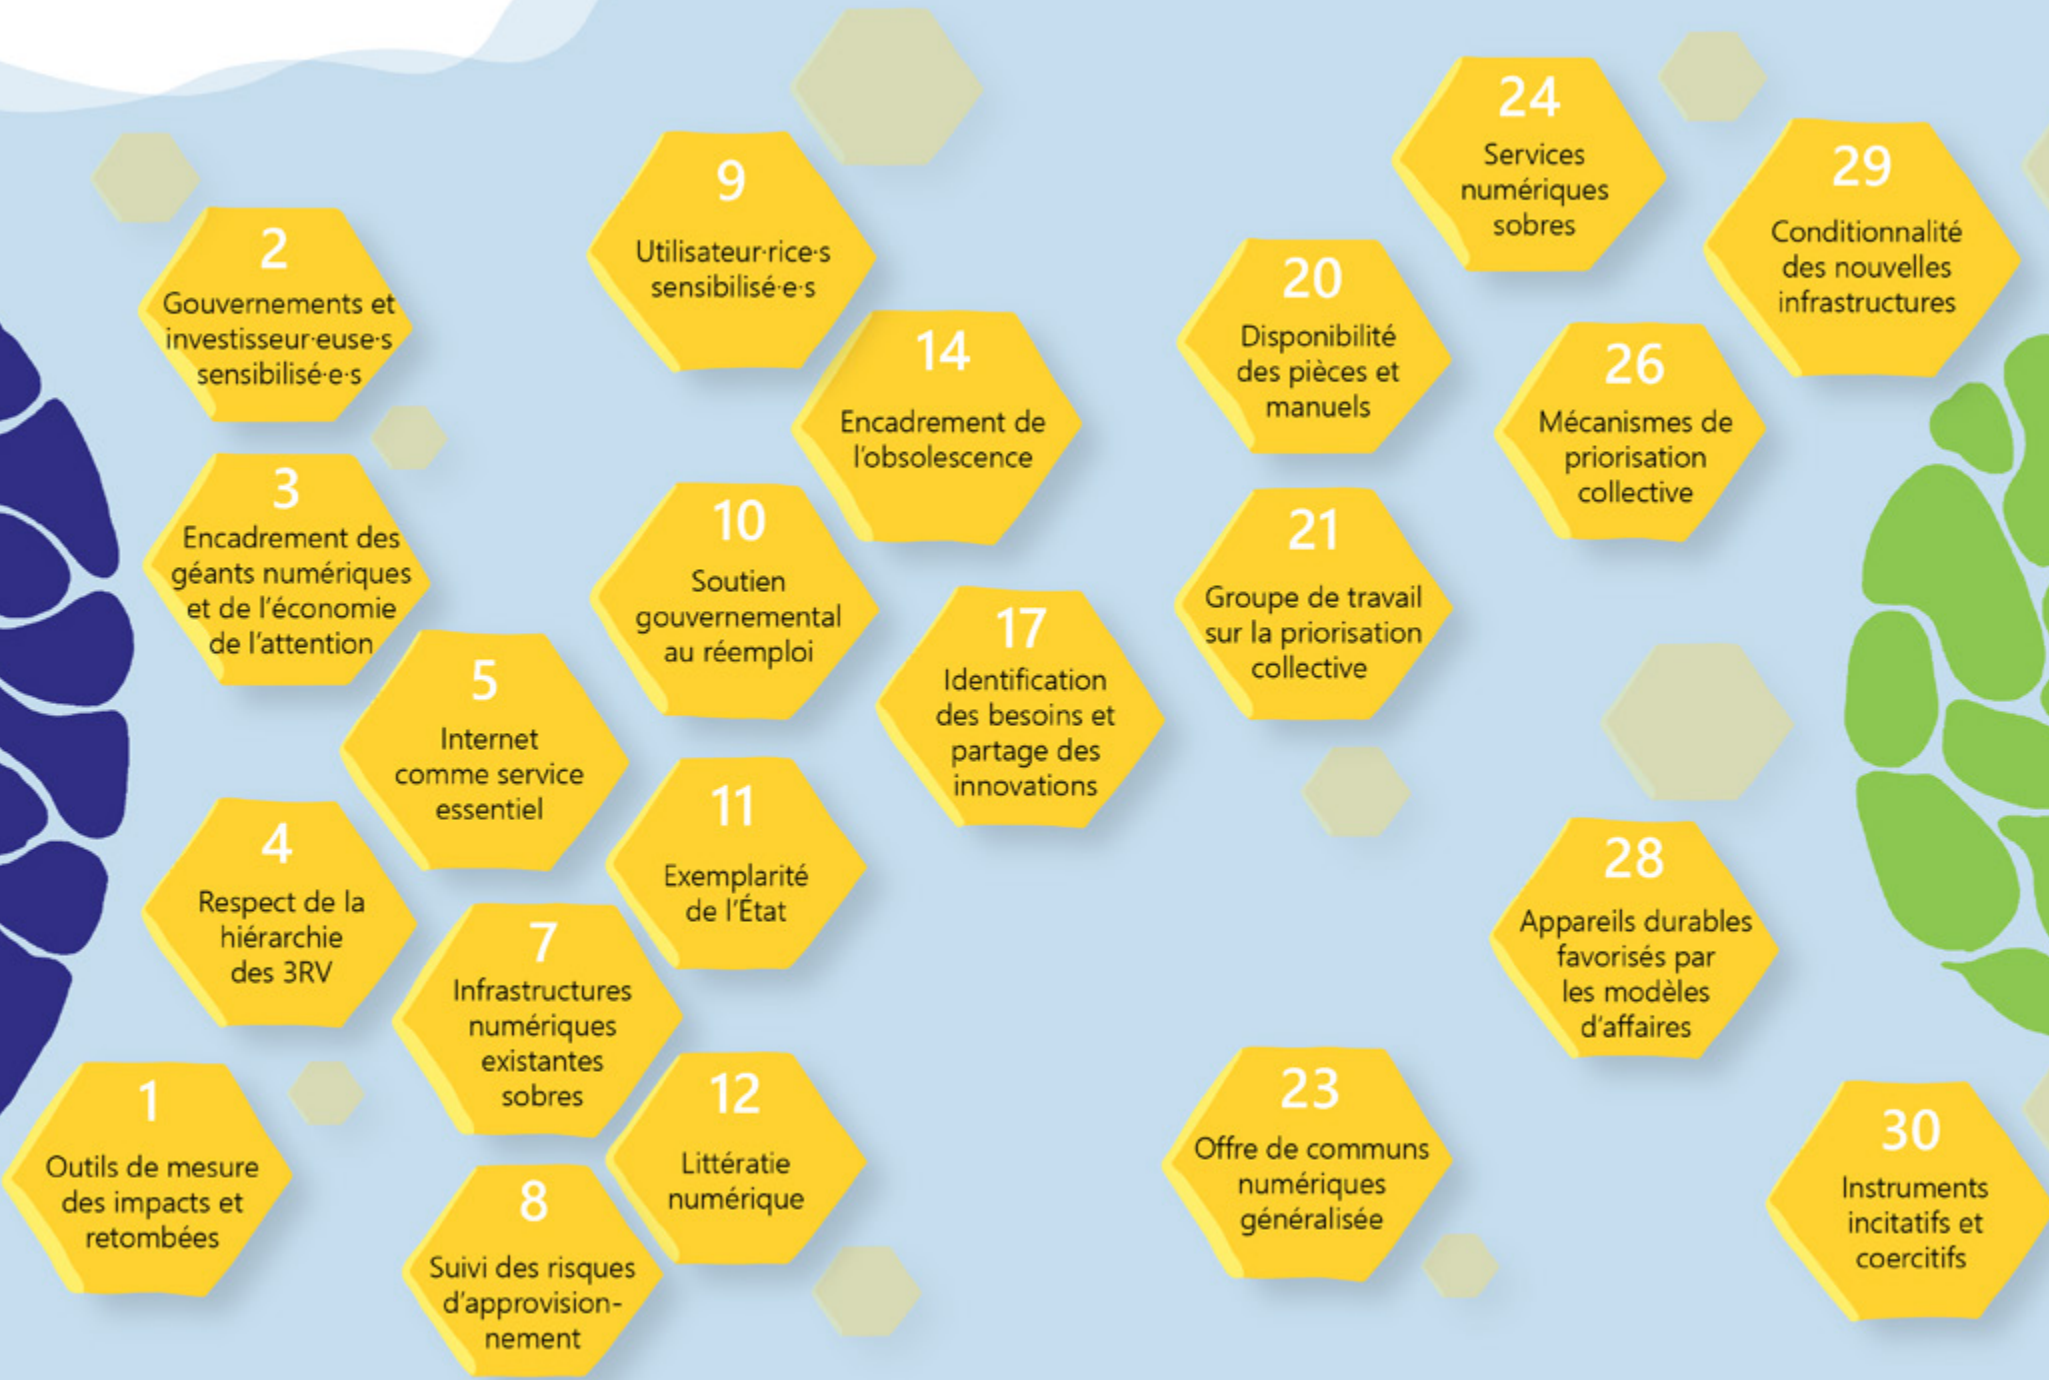 24
Services
numériques
sobres
29
Conditionnalité
des nouvelles
infrastructures
9
Utilisateur·rice·s
sensibilisé·e·s
2
Gouvernements et
investisseur·euse·s
sensibilisé·e·s
20
Disponibilité
des pièces et
manuels
14
Encadrement de
l'obsolescence
26
Mécanismes de
priorisation
collective
3
Encadrement des
géants numériques
et de l'économie
de l'attention
10
Soutien
gouvernemental
au réemploi
21
Groupe de travail
sur la priorisation
collective
17
Identification
des besoins et
partage des
innovations
5
Internet
comme service
essentiel
11
Exemplarité
de l'État
4
Respect de la
hiérarchie
des 3RV
28
Appareils durables
favorisés par
les modèles
d'affaires
7
Infrastructures
numériques
existantes
sobres
1
Outils de mesure
des impacts et
retombées
12
Littératie
numérique
23
Offre de communs
numériques
généralisée
30
Instruments
incitatifs et
coercitifs
8
Suivi des risques
d'approvision-
nement